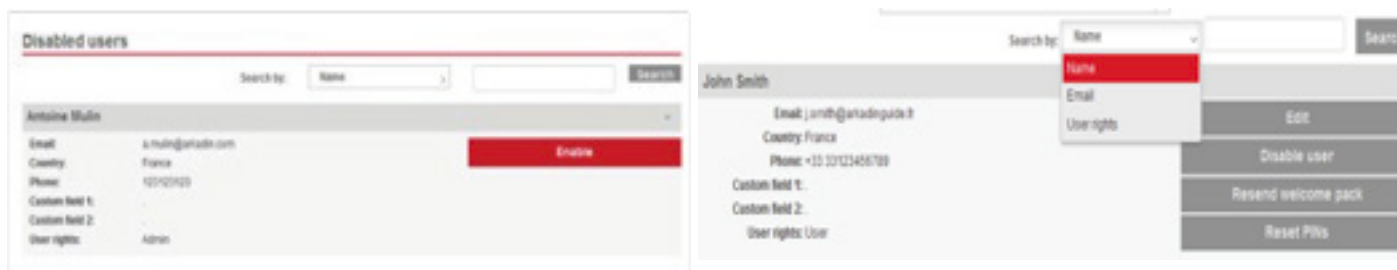 Disabled users
Search by: Name Search
Antoine Mulin
Email: a.mulin@arkadin.com
Country: France
Phone: 123123123
Custom field 1: .
Custom field 2: .
User rights: Admin
Enable
Search by: Name Searc
Name
Email
User rights
John Smith
Email: j.smith@arkadinguide.fr
Country: France
Phone: +33 33123456789
Custom field 1: .
Custom field 2: .
User rights: User
Edit
Disable user
Resend welcome pack
Reset PINs